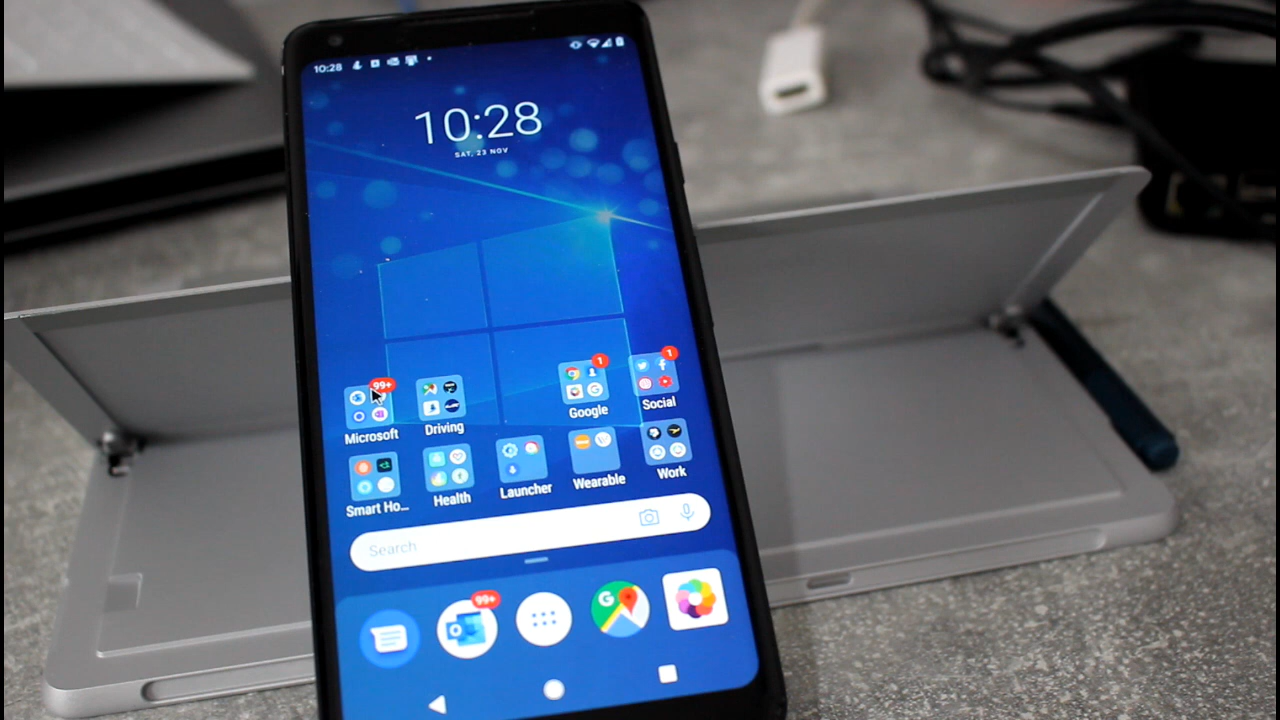 10:28
10:28
SAT, 23 NOV
99+
1
1
Microsoft
Driving
Google
Social
Smart Ho...
Health
Launcher
Wearable
Work
Search
99+